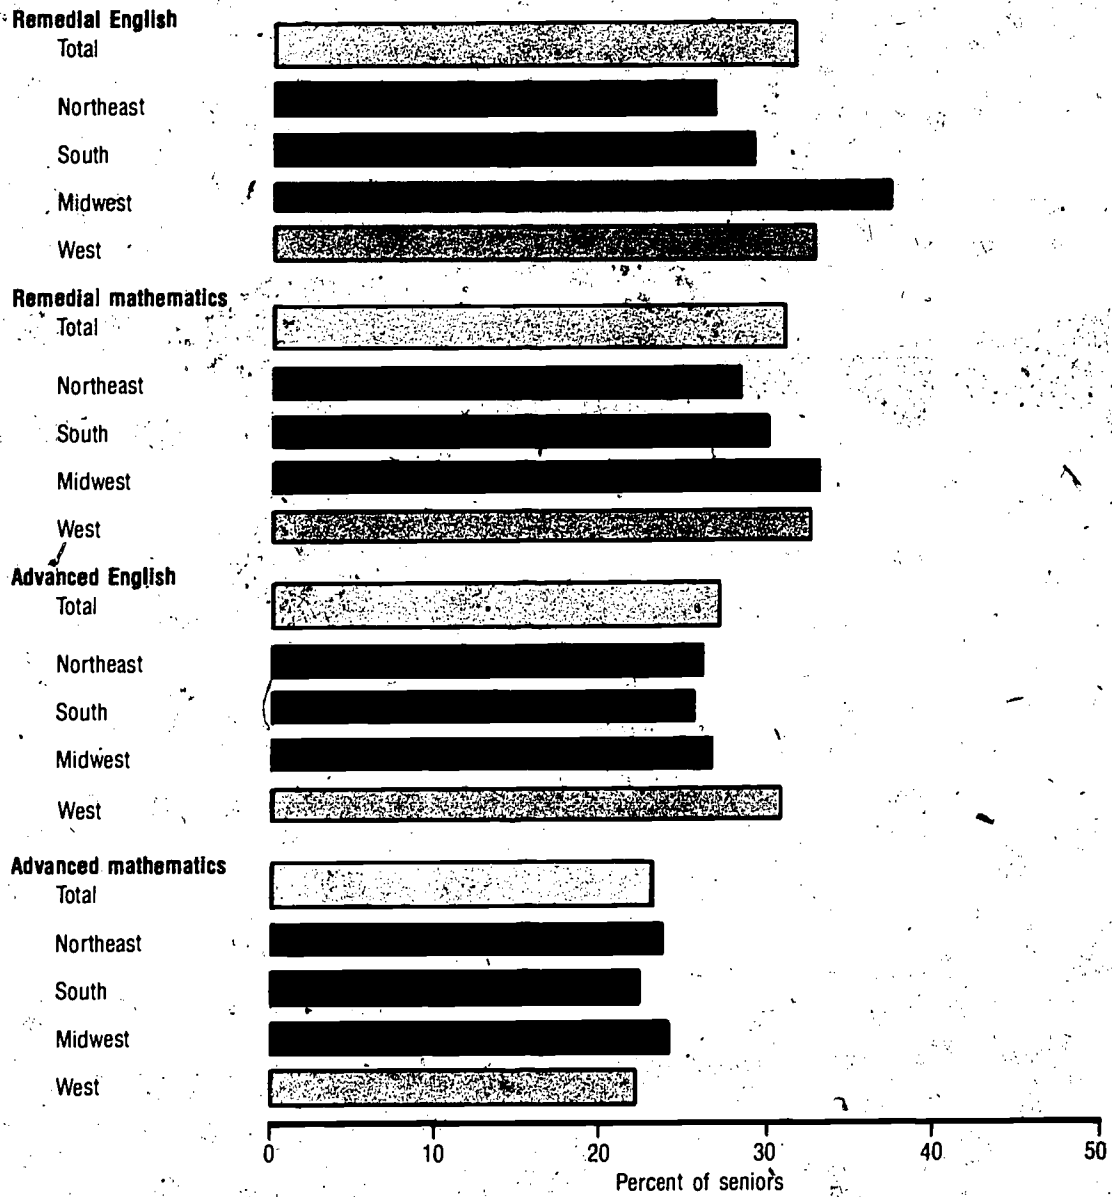 Remedial English
Total
Northeast
South
Midwest
West
Remedial mathematics
Total
Northeast
South
Midwest
West
Advanced English
Total
Northeast
South
Midwest
West
Advanced mathematics
Total
Northeast
South
Midwest
West
0 10 20 30 40 50
Percent of seniors